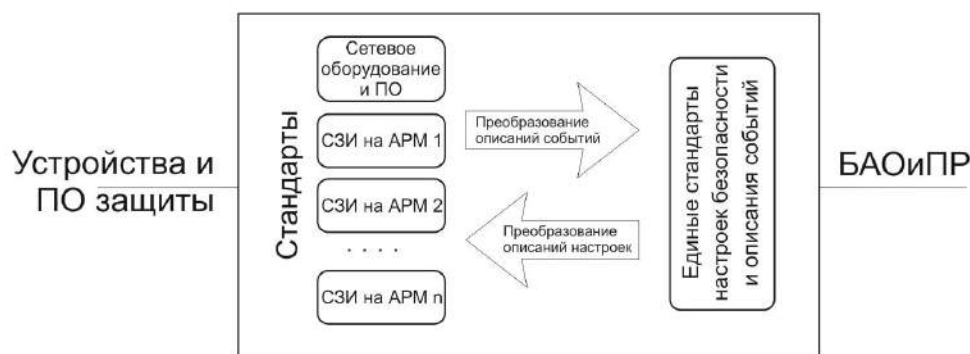 Устройства и
ПО защиты
Стандарты
Сетевое
оборудование
и ПО
СЗИ на АРМ 1
СЗИ на АРМ 2
. . . .
СЗИ на АРМ n
Преобразование
описаний событий
Преобразование
описаний настроек
Единые стандарты
настроек безопасности
и описания событий
БАОиПР